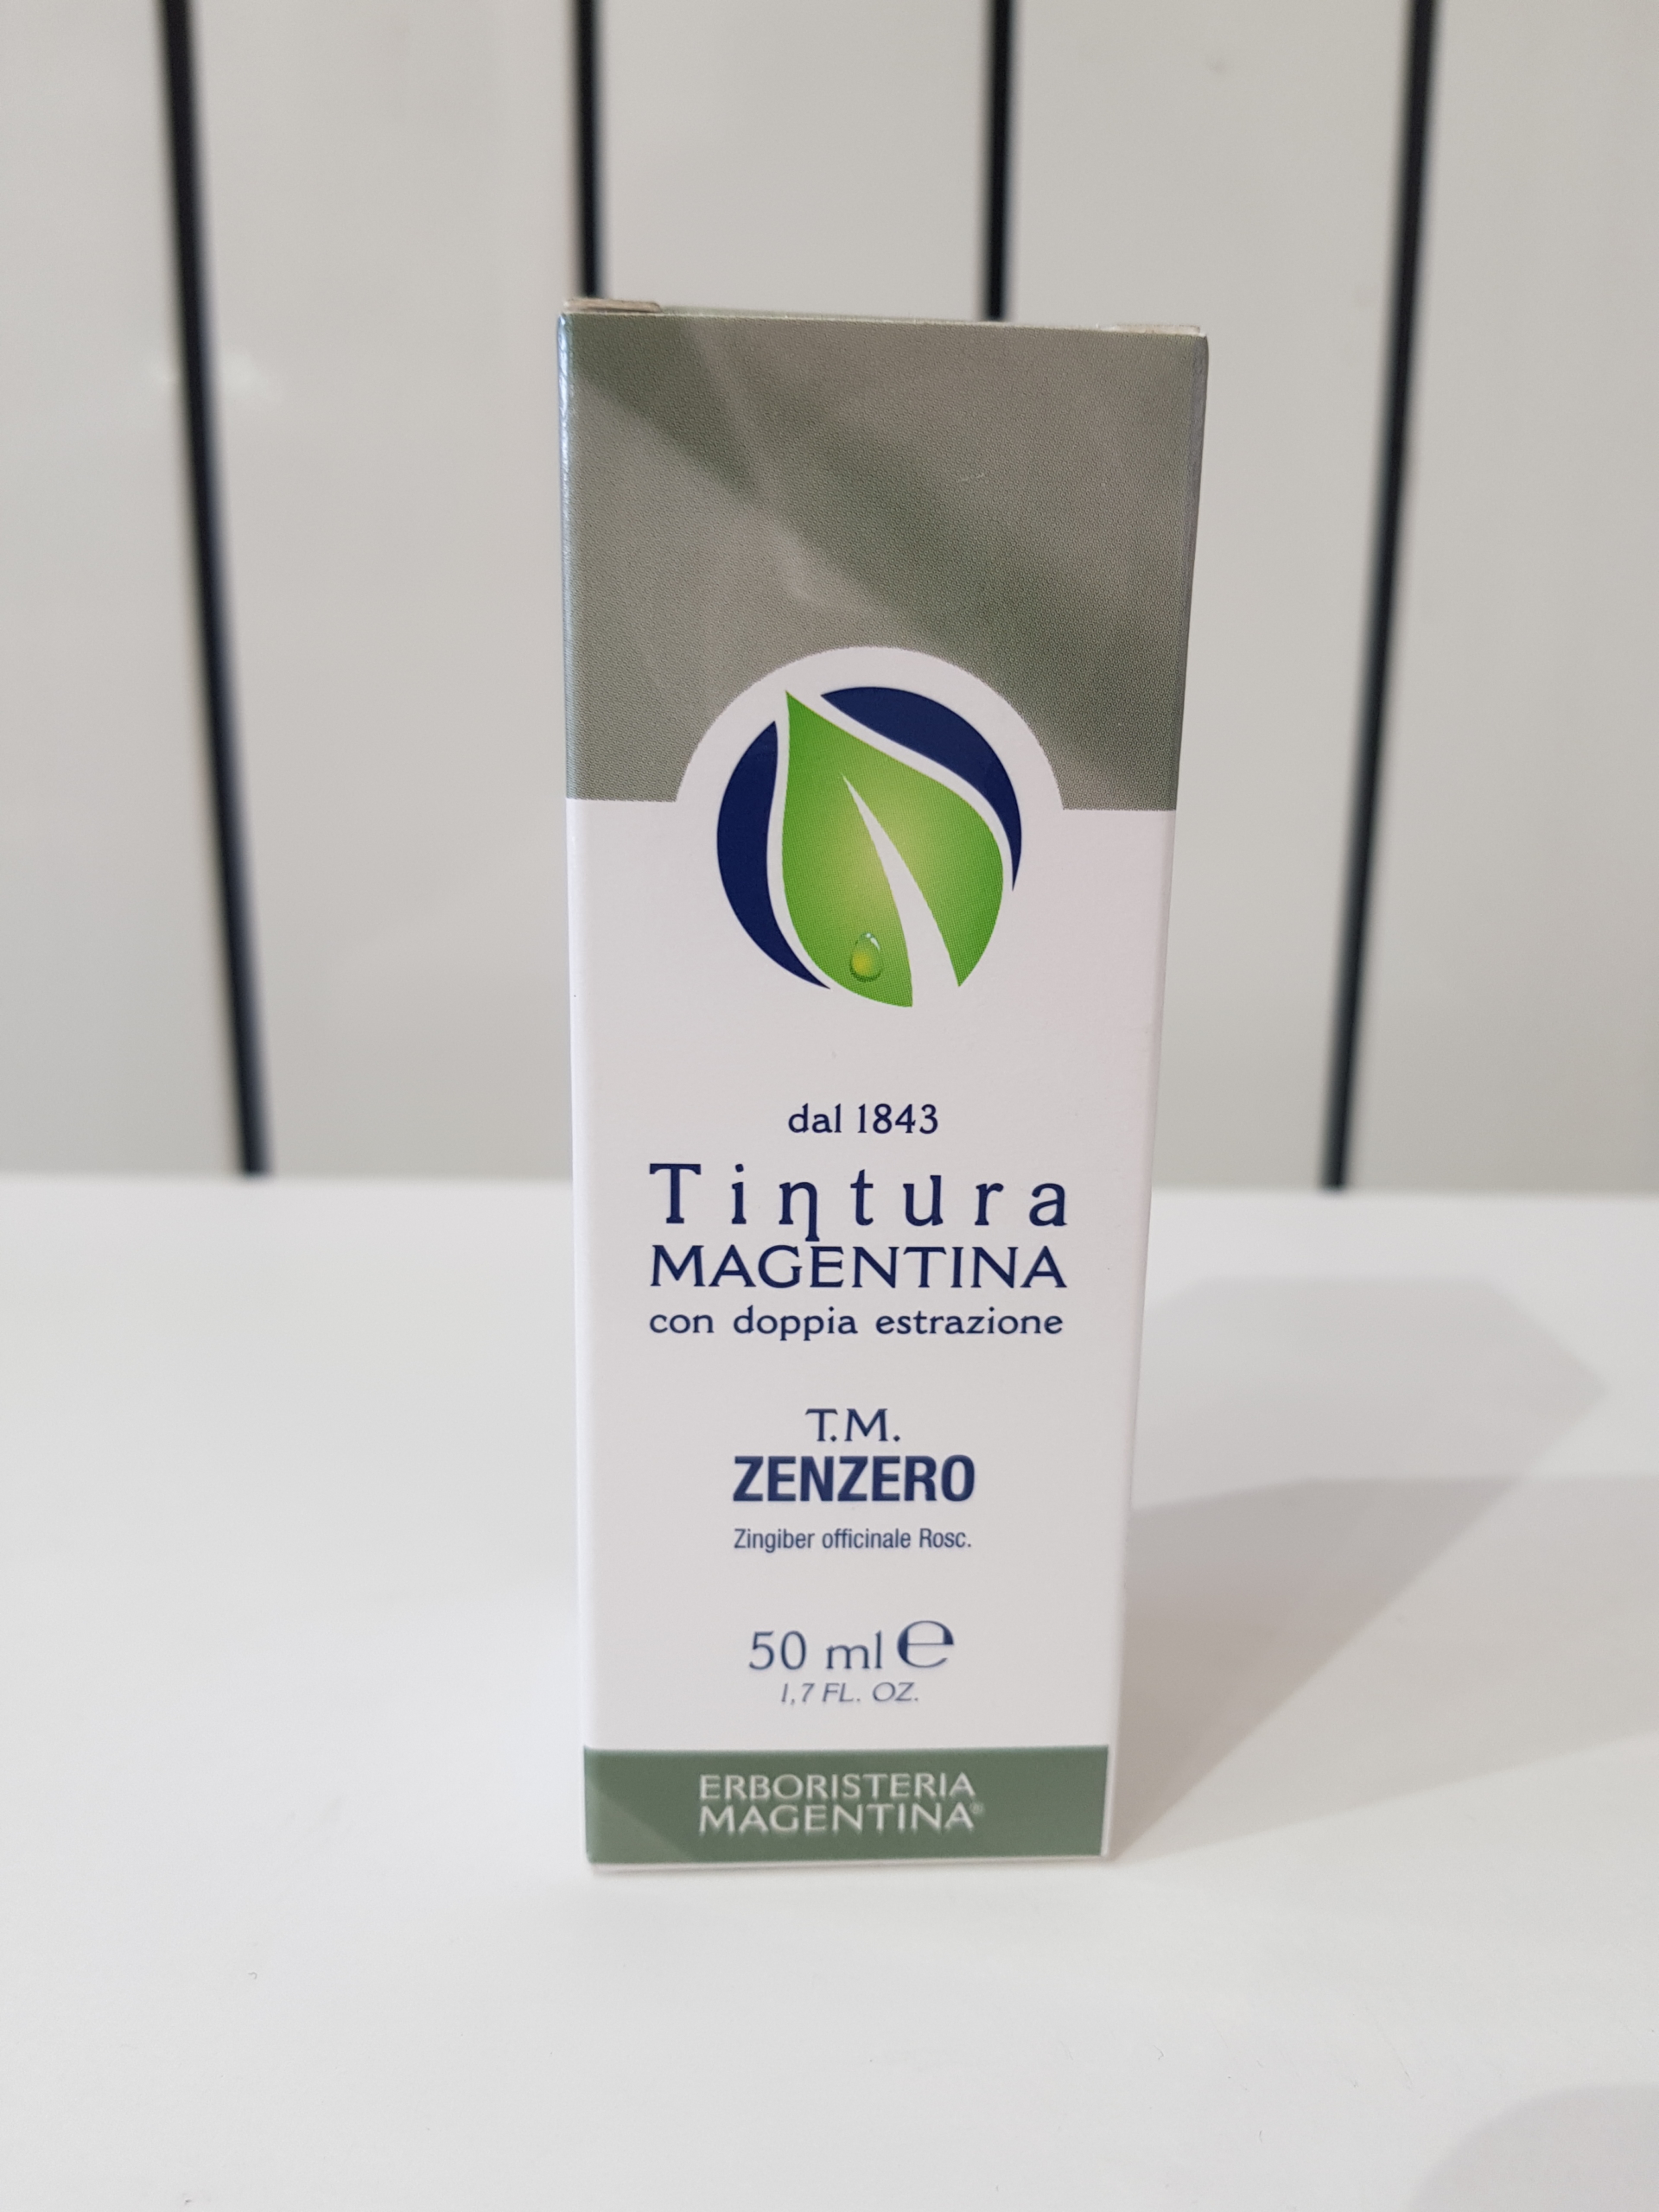 dal 1843
Tintura
MAGENTINA
con doppia estrazione
T.M.
ZENZERO
Zingiber officinale Rosc.
50 ml ℮
1,7 FL. OZ.
ERBORISTERIA
MAGENTINA®